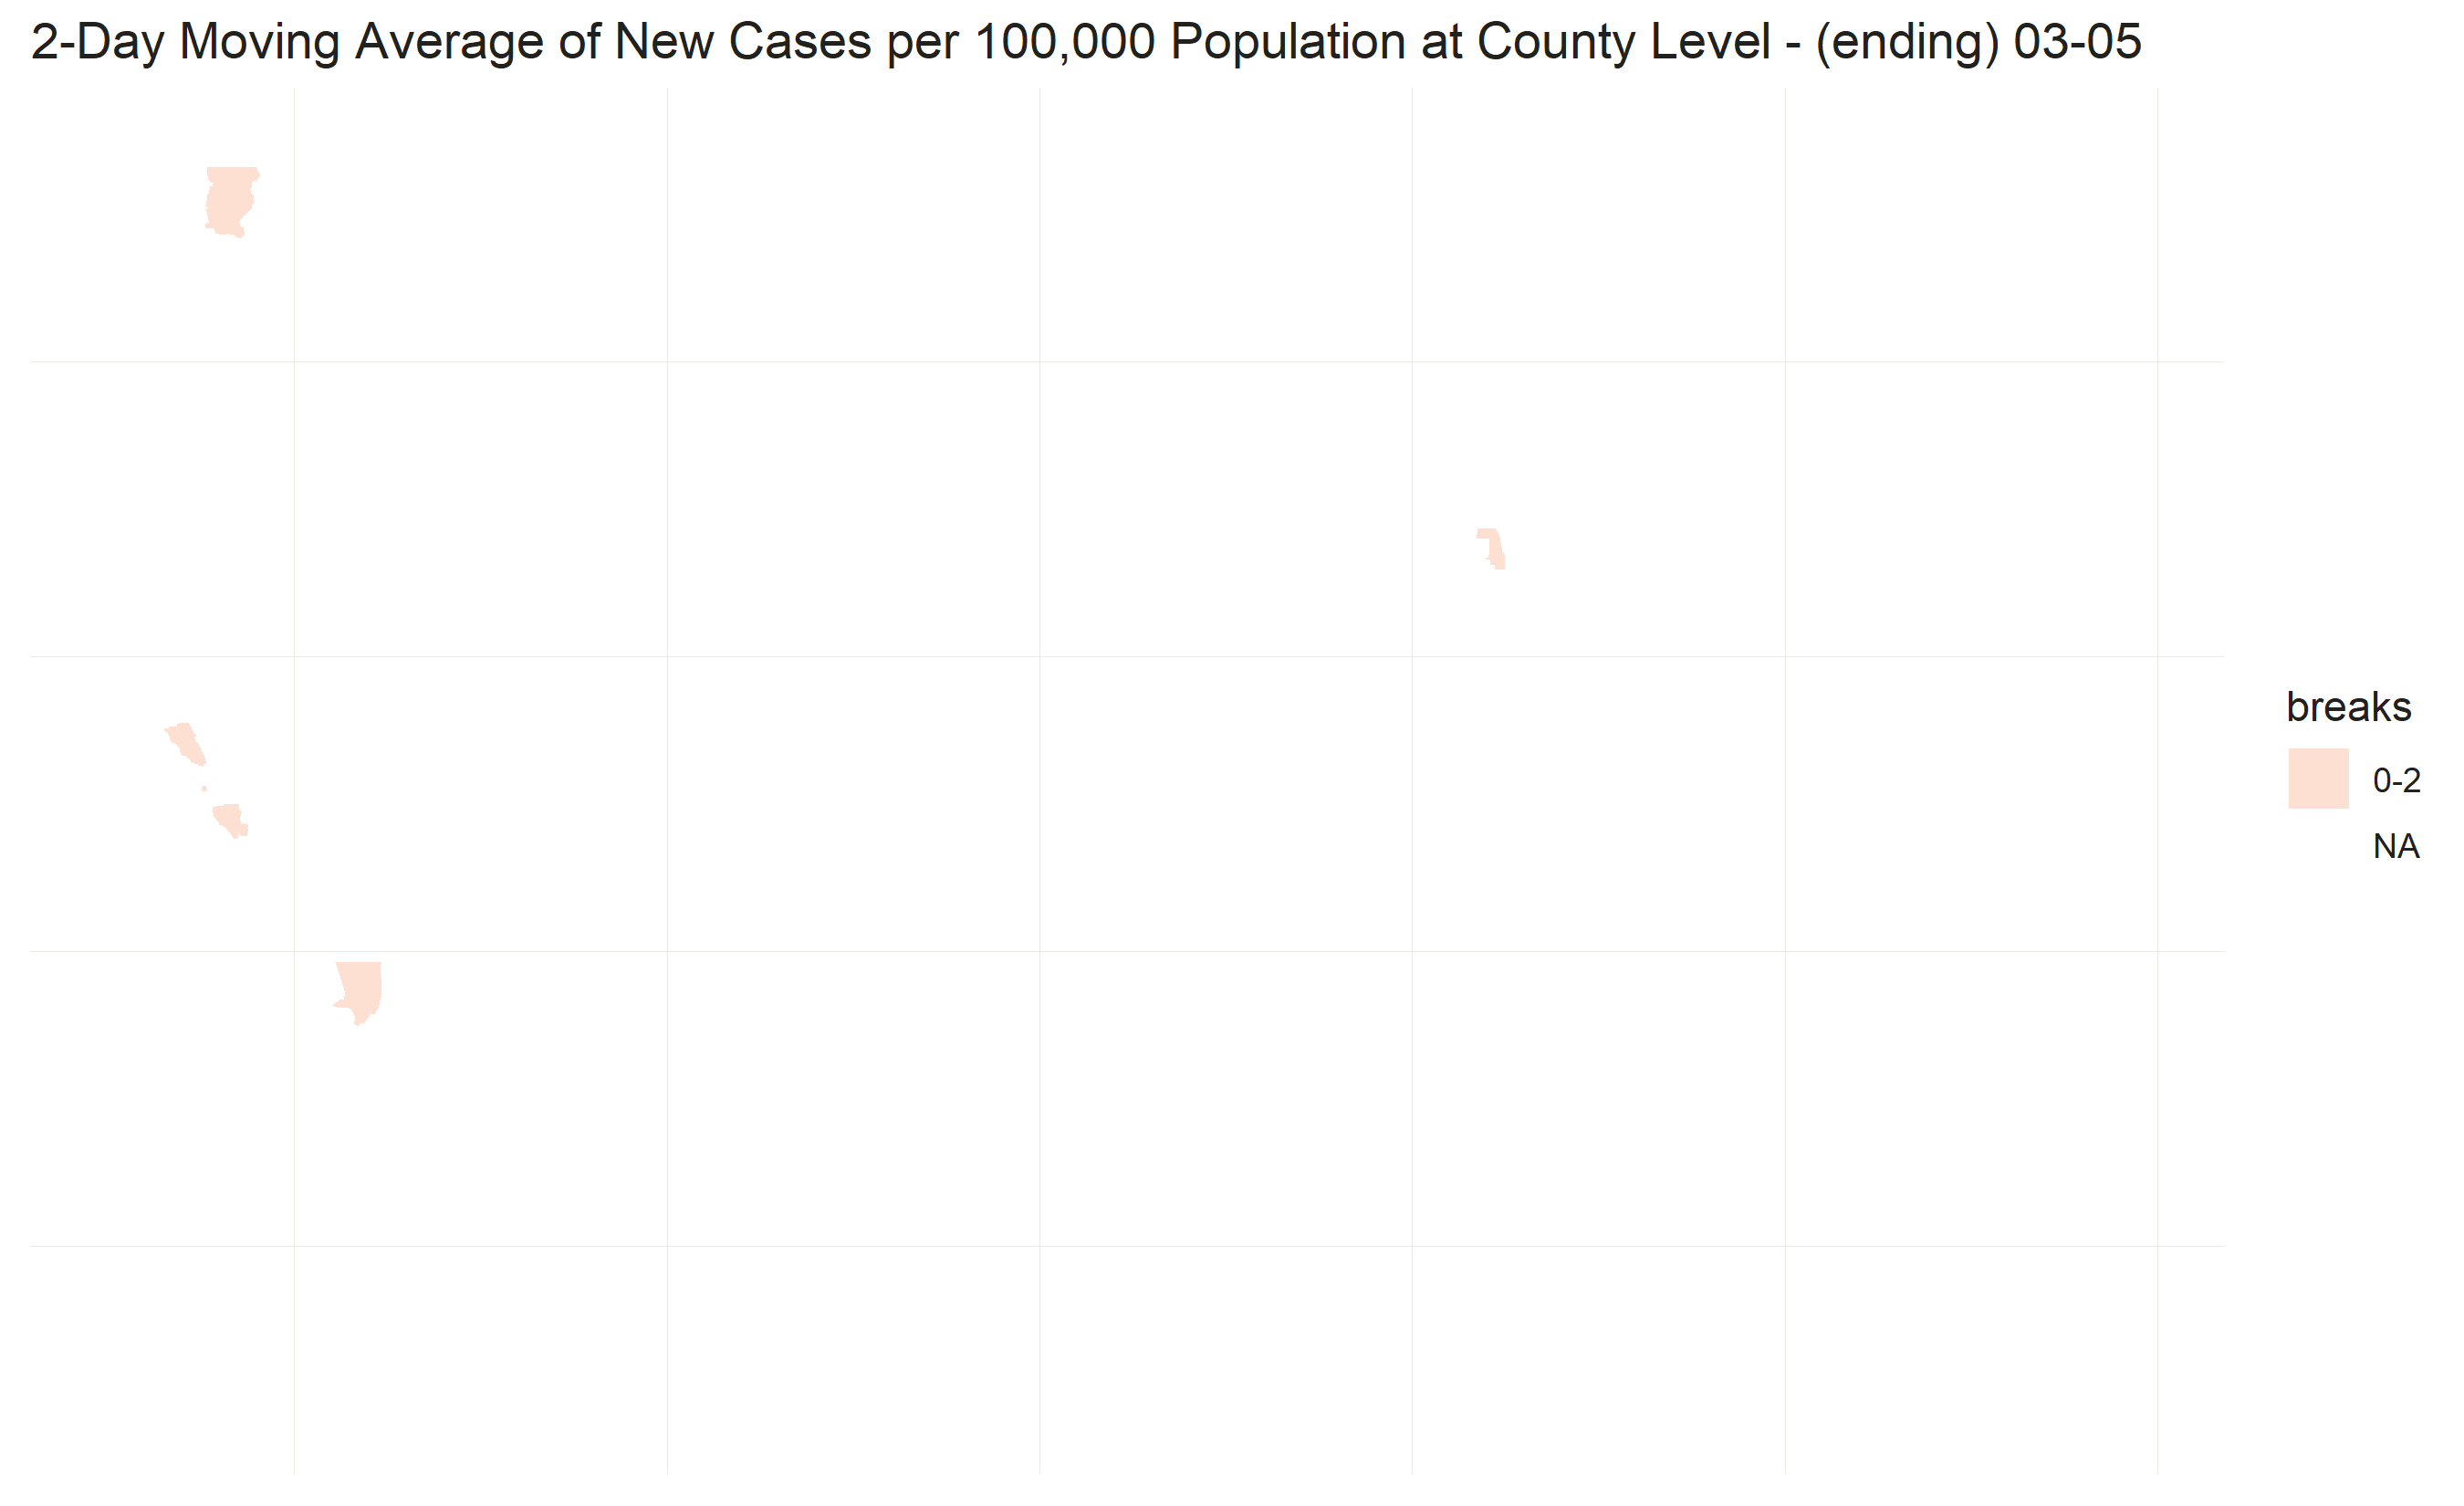 2-Day Moving Average of New Cases per 100,000 Population at County Level - (ending) 03-05
breaks
0-2
NA